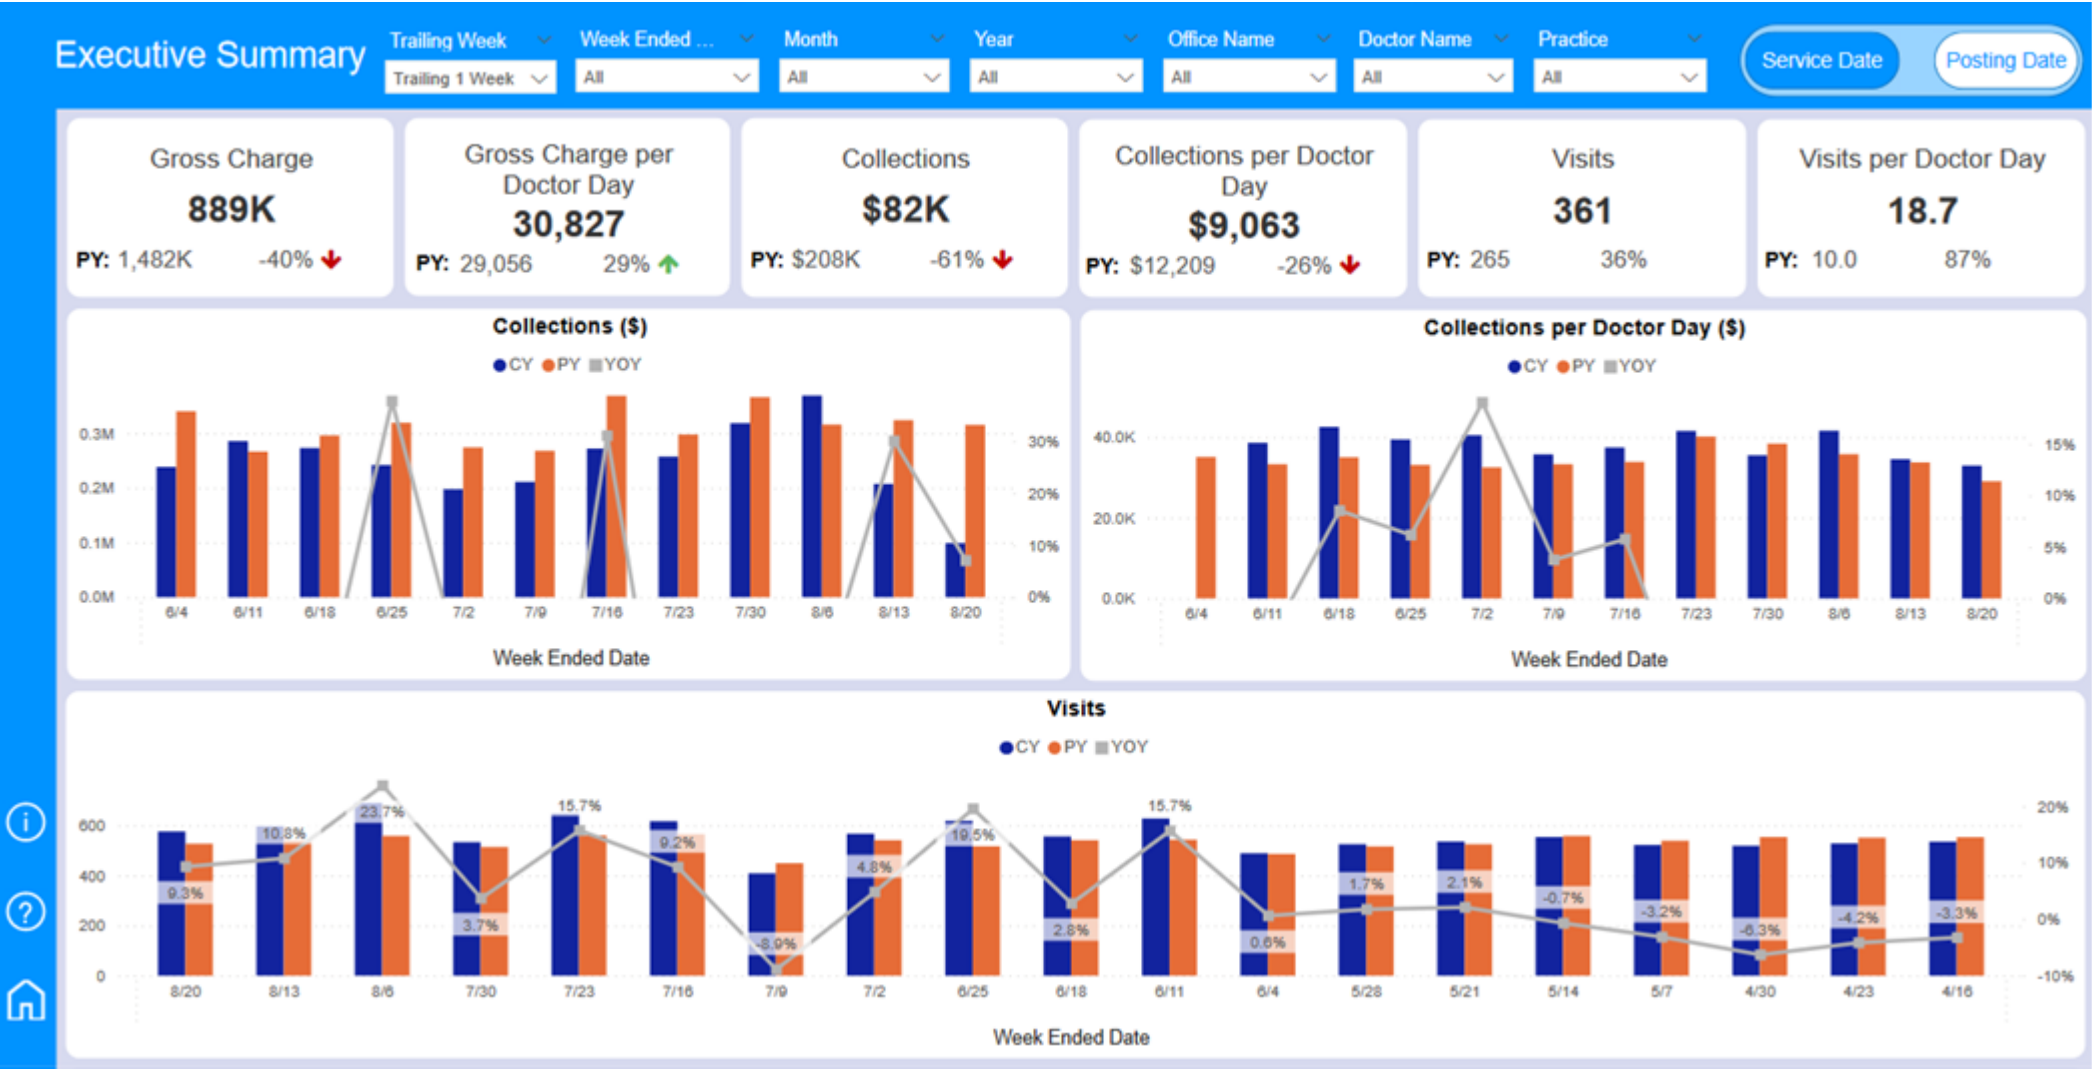 Executive Summary
Trailing Week
Week Ended ...
Month
Year
Office Name
Doctor Name
Practice
Trailing 1 Week
All
All
All
All
All
All
Service Date
Posting Date
Gross Charge
889K
PY: 1,482K
-40%
Gross Charge per
Doctor Day
30,827
PY: 29,056
29%
Collections
$82K
PY: $208K
-61%
Collections per Doctor
Day
$9,063
PY: $12,209
-26%
Visits
361
PY: 265
36%
Visits per Doctor Day
18.7
PY: 10.0
87%
Collections ($)
CY PY YOY
0.3M
0.2M
0.1M
0.0M
30%
20%
10%
0%
6/4 6/11 6/18 6/25 7/2 7/9 7/16 7/23 7/30 8/6 8/13 8/20
Week Ended Date
Collections per Doctor Day ($)
CY PY YOY
40.0K
20.0K
0.0K
15%
10%
5%
0%
6/4 6/11 6/18 6/25 7/2 7/9 7/16 7/23 7/30 8/6 8/13 8/20
Week Ended Date
Visits
CY PY YOY
600
400
200
0
20%
10%
0%
-10%
9.3% 10.8% 23.7% 3.7% 15.7% 9.2% -8.9% 4.8% 19.5% 2.8% 15.7% 0.6% 1.7% 2.1% -0.7% -3.2% -6.3% -4.2% -3.3%
8/20 8/13 8/6 7/30 7/23 7/16 7/9 7/2 6/25 6/18 6/11 6/4 5/28 5/21 5/14 5/7 4/30 4/23 4/16
Week Ended Date